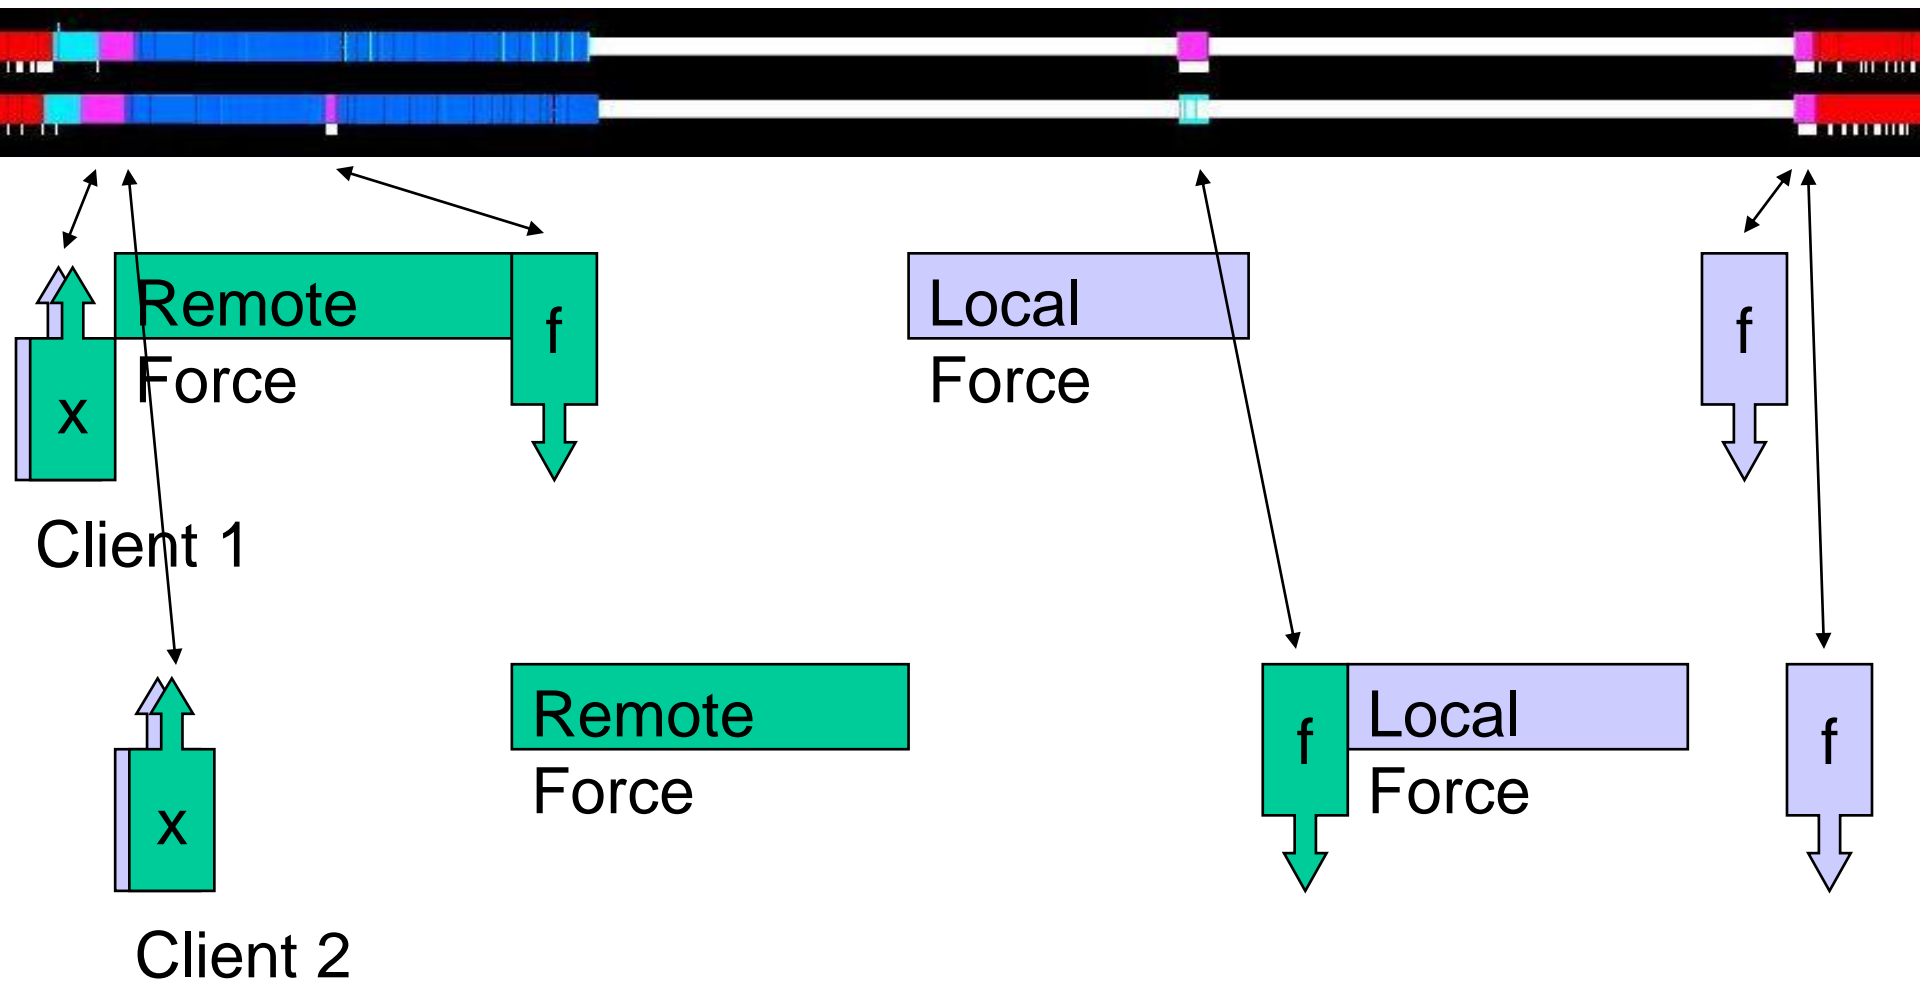 Remote
Force
f
Local
Force
f
x
Client 1
Remote
Force
f
Local
Force
f
x
Client 2